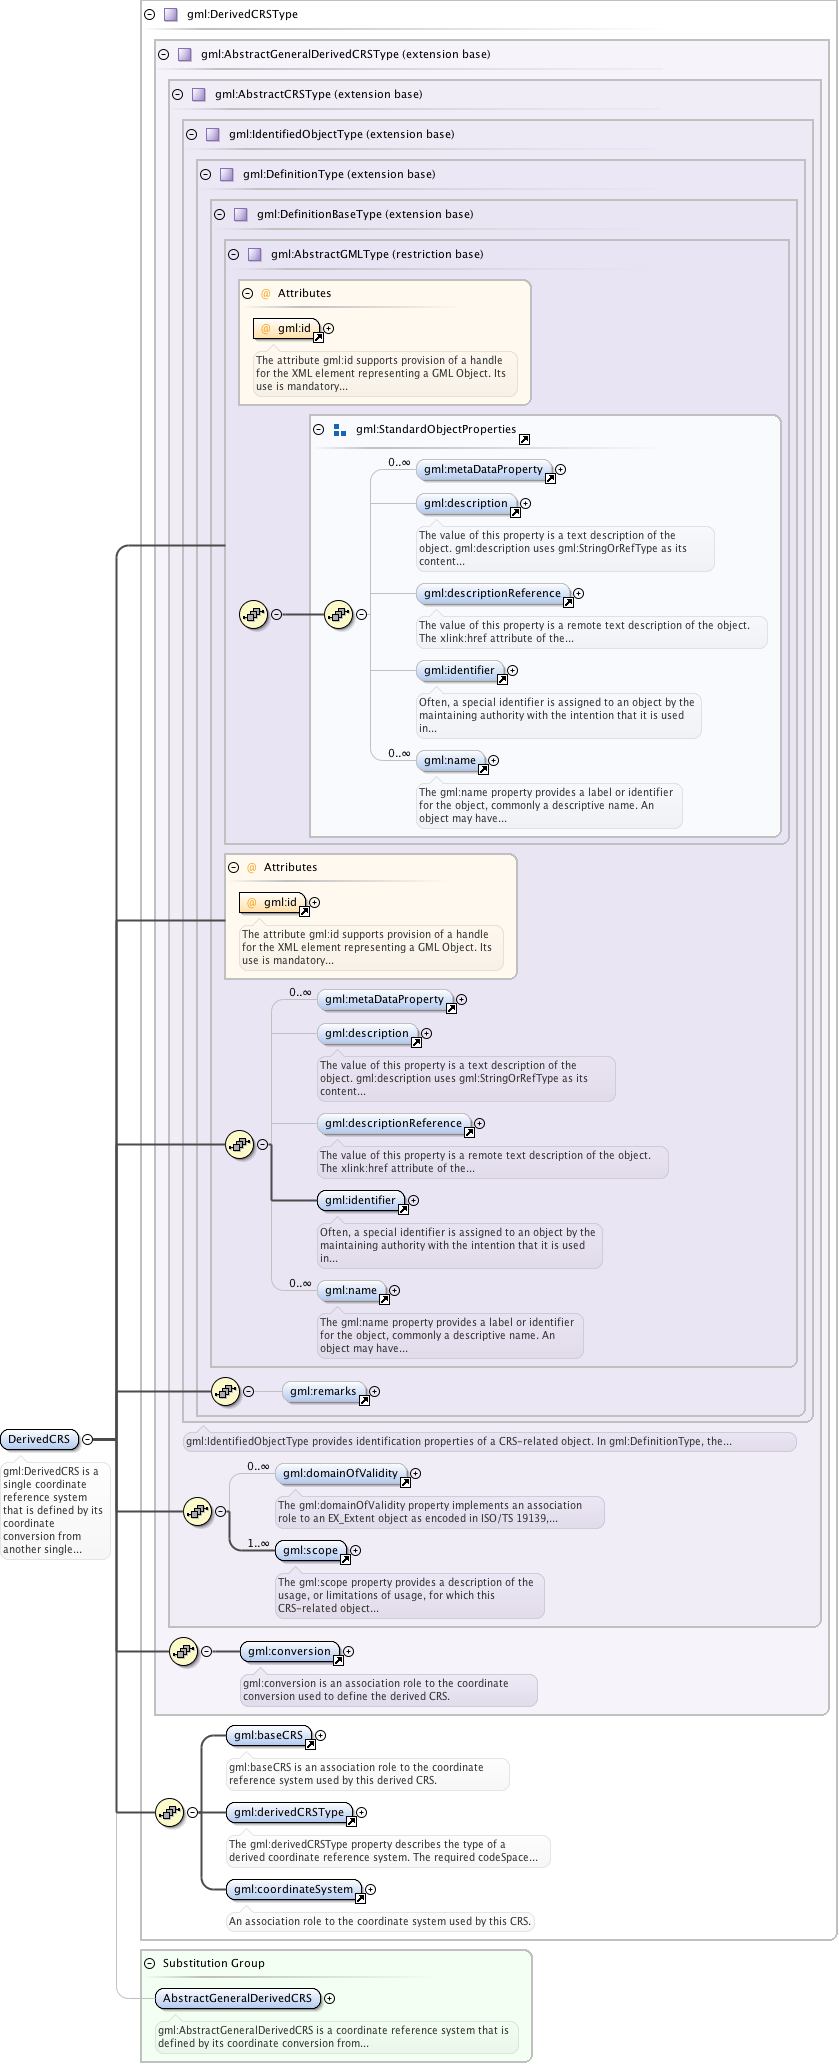 gml:DerivedCRSType
gml:AbstractGeneralDerivedCRSType (extension base)
gml:AbstractCRSType (extension base)
gml:IdentifiedObjectType (extension base)
gml:DefinitionType (extension base)
gml:DefinitionBaseType (extension base)
gml:AbstractGMLType (restriction base)
@ Attributes
@ gml:id
The attribute gml:id supports provision of a handle
for the XML element representing a GML Object. Its
use is mandatory...
gml:StandardObjectProperties
0..∞
gml:metaDataProperty
gml:description
The value of this property is a text description of the
object. gml:description uses gml:StringOrRefType as its
content...
gml:descriptionReference
The value of this property is a remote text description of the object.
The xlink:href attribute of the...
gml:identifier
Often, a special identifier is assigned to an object by the
maintaining authority with the intention that it is used
in...
0..∞
gml:name
The gml:name property provides a label or identifier
for the object, commonly a descriptive name. An
object may have...
@ Attributes
@ gml:id
The attribute gml:id supports provision of a handle
for the XML element representing a GML Object. Its
use is mandatory...
0..∞
gml:metaDataProperty
gml:description
The value of this property is a text description of the
object. gml:description uses gml:StringOrRefType as its
content...
gml:descriptionReference
The value of this property is a remote text description of the object.
The xlink:href attribute of the...
gml:identifier
Often, a special identifier is assigned to an object by the
maintaining authority with the intention that it is used
in...
0..∞
gml:name
The gml:name property provides a label or identifier
for the object, commonly a descriptive name. An
object may have...
gml:remarks
DerivedCRS
gml:DerivedCRS is a
single coordinate
reference system
that is defined by its
coordinate
conversion from
another single...
gml:IdentifiedObjectType provides identification properties of a CRS-related object. In gml:DefinitionType, the...
0..∞
gml:domainOfValidity
The gml:domainOfValidity property implements an association
role to an EX_Extent object as encoded in ISO/TS 19139,...
1..∞
gml:scope
The gml:scope property provides a description of the
usage, or limitations of usage, for which this
CRS-related object...
gml:conversion
gml:conversion is an association role to the coordinate
conversion used to define the derived CRS.
gml:baseCRS
gml:baseCRS is an association role to the coordinate
reference system used by this derived CRS.
gml:derivedCRSType
The gml:derivedCRSType property describes the type of a
derived coordinate reference system. The required codeSpace...
gml:coordinateSystem
An association role to the coordinate system used by this CRS.
Substitution Group
AbstractGeneralDerivedCRS
gml:AbstractGeneralDerivedCRS is a coordinate reference system that is
defined by its coordinate conversion from...